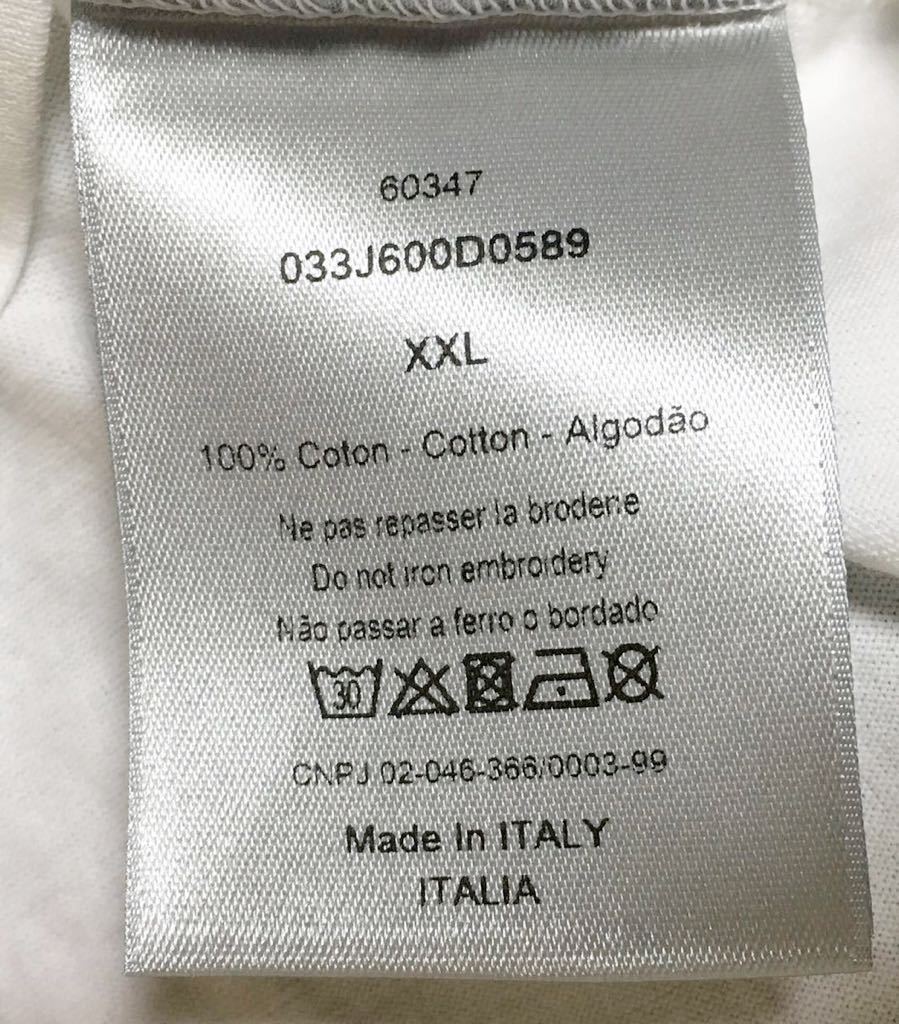 60347
033J600D0589
XXL
100% Coton - Cotton - Algodão
Ne pas repasser la broderie
Do not iron embroidery
Não passar a ferro o bordado
30
CNPJ 02-046-366/0003-99
Made In ITALY
ITALIA